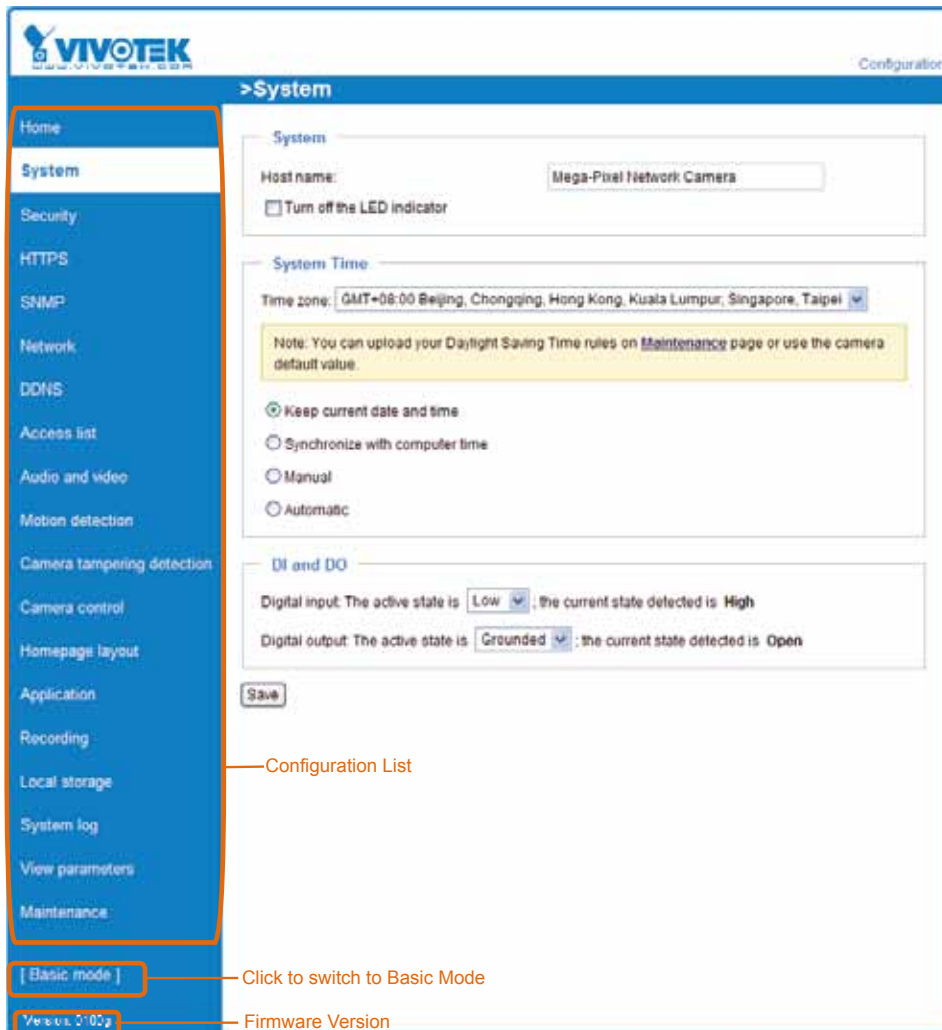 VIVOTEK
WWW.VIVOTEK.COM
Configuration
>System
Home
System
Security
HTTPS
SNMP
Network
DDNS
Access list
Audio and video
Motion detection
Camera tampering detection
Camera control
Homepage layout
Application
Recording
Local storage
System log
View parameters
Maintenance
[ Basic mode ]
Version: 0100g
System
Host name: Mega-Pixel Network Camera
Turn off the LED indicator
System Time
Time zone: GMT+08:00 Beijing, Chongqing, Hong Kong, Kuala Lumpur, Singapore, Taipei
Note: You can upload your Daylight Saving Time rules on Maintenance page or use the camera
default value.
Keep current date and time
Synchronize with computer time
Manual
Automatic
DI and DO
Digital input: The active state is Low ; the current state detected is High
Digital output: The active state is Grounded ; the current state detected is Open
Save
Configuration List
Click to switch to Basic Mode
Firmware Version